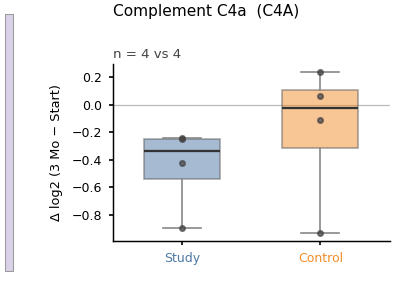 Complement C4a  (C4A)
n = 4 vs 4
Δ log2 (3 Mo − Start)
0.2
0.0
−0.2
−0.4
−0.6
−0.8
Study
Control